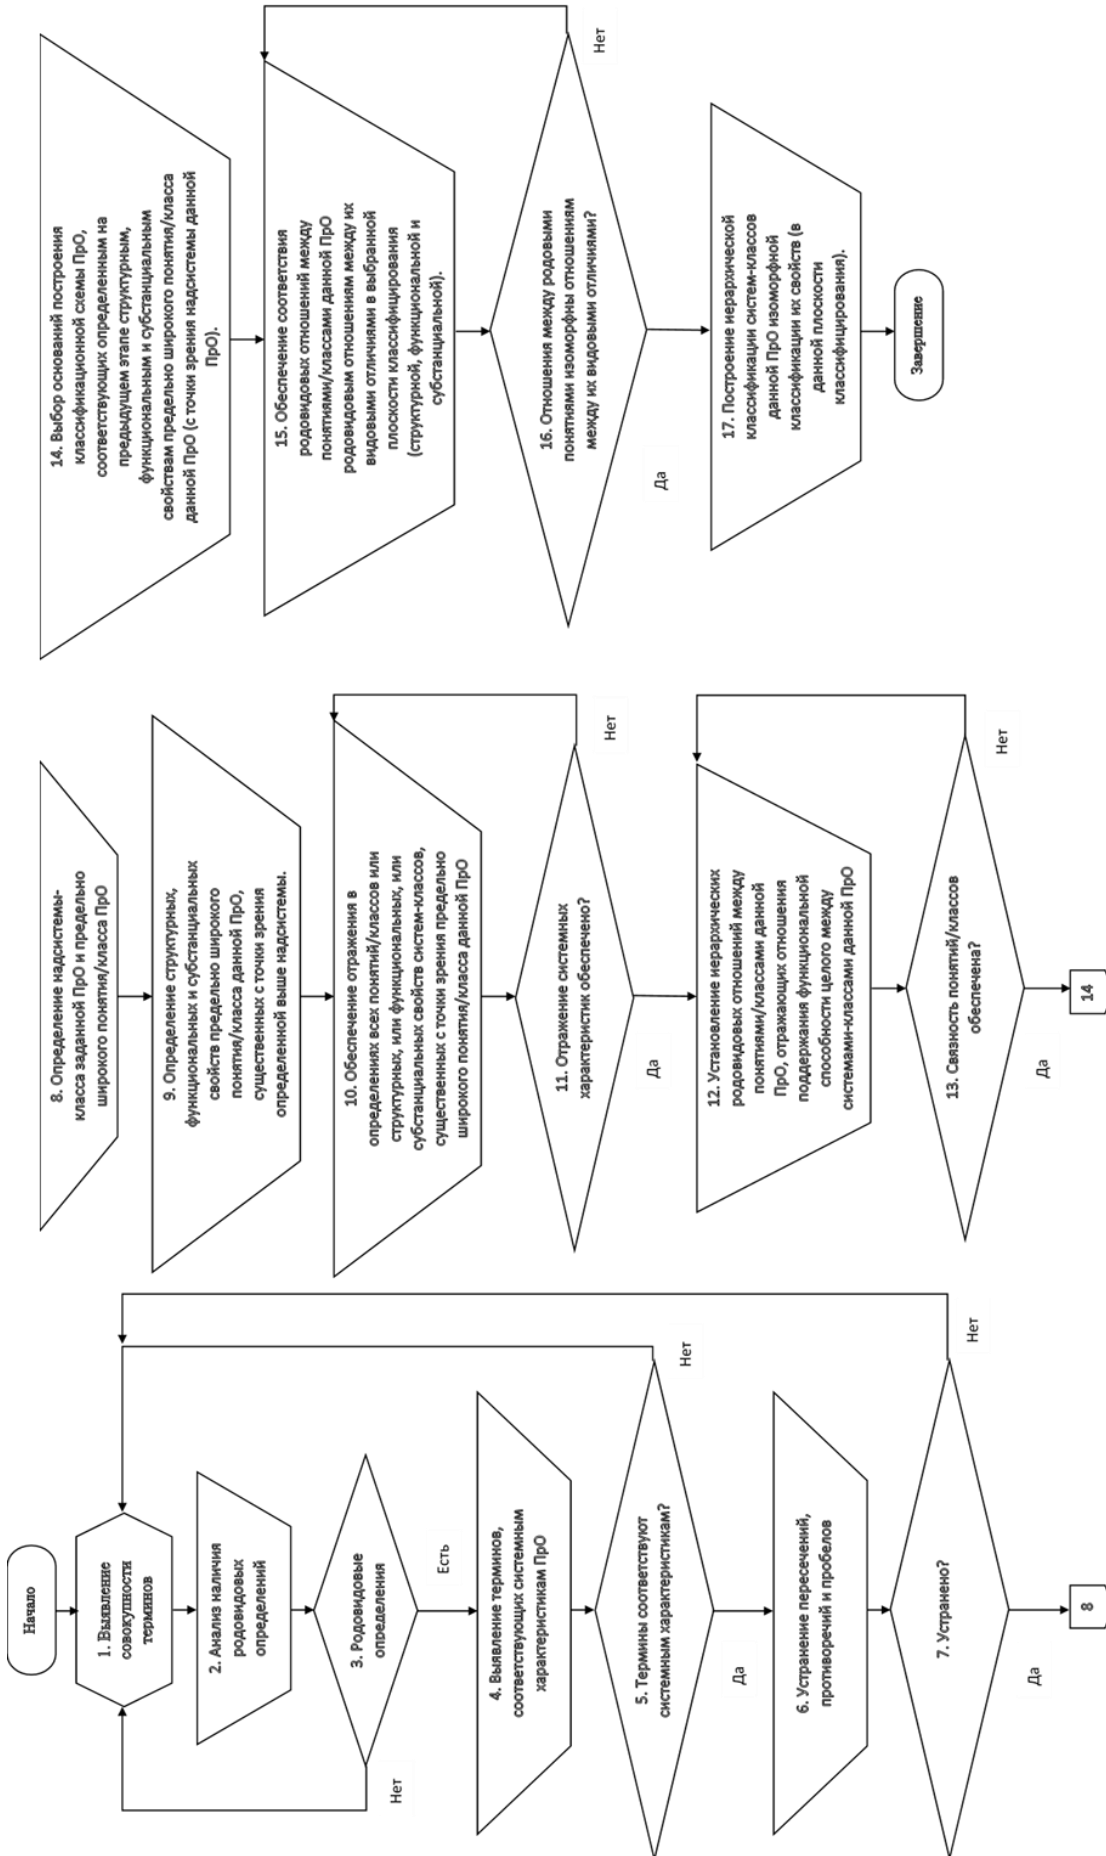 Начало
1. Выявление
совокупности
терминов
2. Анализ наличия
родовидовых
определений
3. Родовидовые
определения
Нет
Есть
4. Выявление терминов,
соответствующих системным
характеристикам ПрО
5. Термины соответствуют
системным характеристикам?
Нет
Да
6. Устранение пересечений,
противоречий и пробелов
7. Устранено?
Нет
Да
8
8. Определение надсистемы-
класса заданной ПрО и предельно
широкого понятия/класса ПрО
9. Определение структурных,
функциональных и субстанциальных
свойств предельно широкого
понятия/класса данной ПрО,
существенных с точки зрения
определенной выше надсистемы.
10. Обеспечение отражения в
определениях всех понятий/классов или
структурных, или функциональных, или
субстанциальных свойств систем-классов,
существенных с точки зрения предельно
широкого понятия/класса данной ПрО
11. Отражение системных
характеристик обеспечено?
Нет
Да
12. Установление иерархических
родовидовых отношений между
понятиями/классами данной
ПрО, отражающих отношения
поддержания функциональной
способности целого между
системами-классами данной ПрО
13. Связность понятий/классов
обеспечена?
Нет
Да
14
14. Выбор оснований построения
классификационной схемы ПрО,
соответствующих определенным на
предыдущем этапе структурным,
функциональным и субстанциальным
свойствам предельно широкого понятия/класса
данной ПрО (с точки зрения надсистемы данной
ПрО).
15. Обеспечение соответствия
родовидовых отношений между
понятиями/классами данной ПрО
родовидовым отношениям между их
видовыми отличиями в выбранной
плоскости классифицирования
(структурной, функциональной и
субстанциальной).
16. Отношения между родовыми
понятиями изоморфны отношениям
между их видовыми отличиями?
Нет
Да
17. Построение иерархической
классификации систем-классов
данной ПрО изоморфной
классификации их свойств (в
данной плоскости
классифицирования).
Завершение